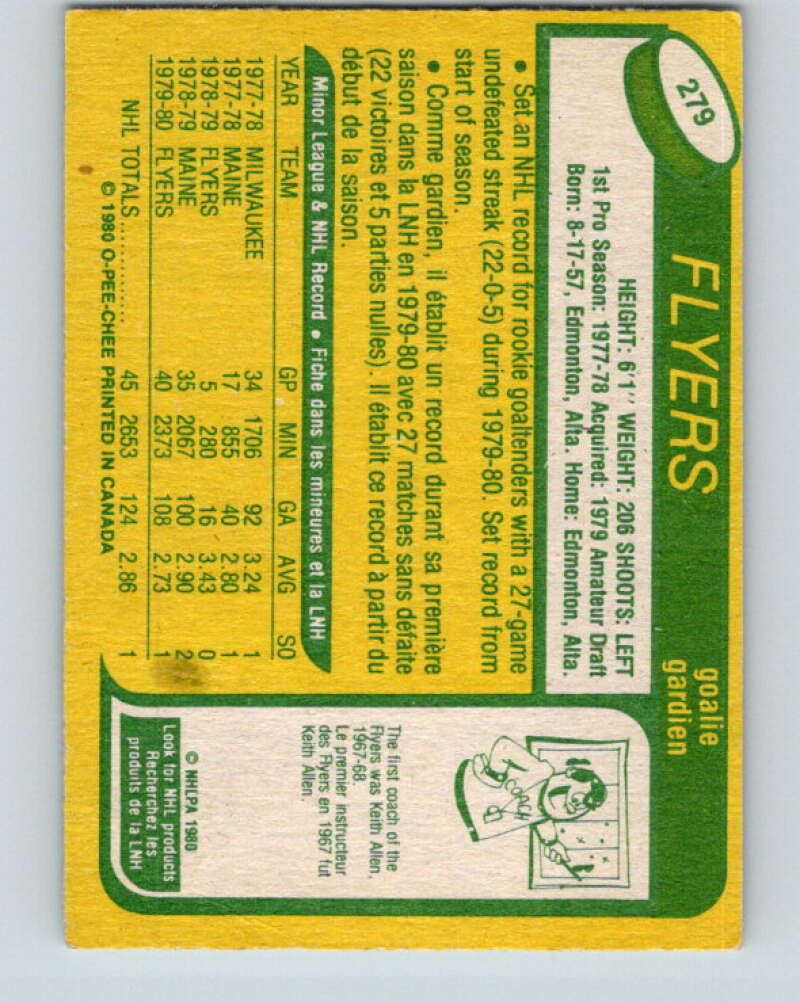 279
FLYERS
goalie
gardien
HEIGHT: 6'1" WEIGHT: 206 SHOOTS: LEFT
1st Pro Season: 1977-78 Acquired: 1979 Amateur Draft
Born: 8-17-57, Edmonton, Alta. Home: Edmonton, Alta.
• Set an NHL record for rookie goaltenders with a 27-game
undefeated streak (22-0-5) during 1979-80. Set record from
start of season.
• Comme gardien, il établit un record durant sa première
saison dans la LNH en 1979-80 avec 27 matches sans défaite
(22 victoires et 5 parties nulles). Il établit ce record à partir du
début de la saison.
Minor League & NHL Record • Fiche dans les mineures et la LNH
YEAR TEAM GP MIN GA AVG SO
1977-78 MILWAUKEE 34 1706 92 3.24 1
1977-78 MAINE 17 855 40 2.80 1
1978-79 FLYERS 5 280 16 3.43 0
1978-79 MAINE 35 2067 100 2.90 2
1979-80 FLYERS 40 2373 108 2.73 1
NHL TOTALS................ 45 2653 124 2.86 1
© 1980 O-PEE-CHEE PRINTED IN CANADA
COACH
The first coach of the
Flyers was Keith Allen,
1967-68.
Le premier instructeur
des Flyers en 1967 fut
Keith Allen.
© NHLPA 1980
Look for NHL products
Recherchez les
produits de la LNH